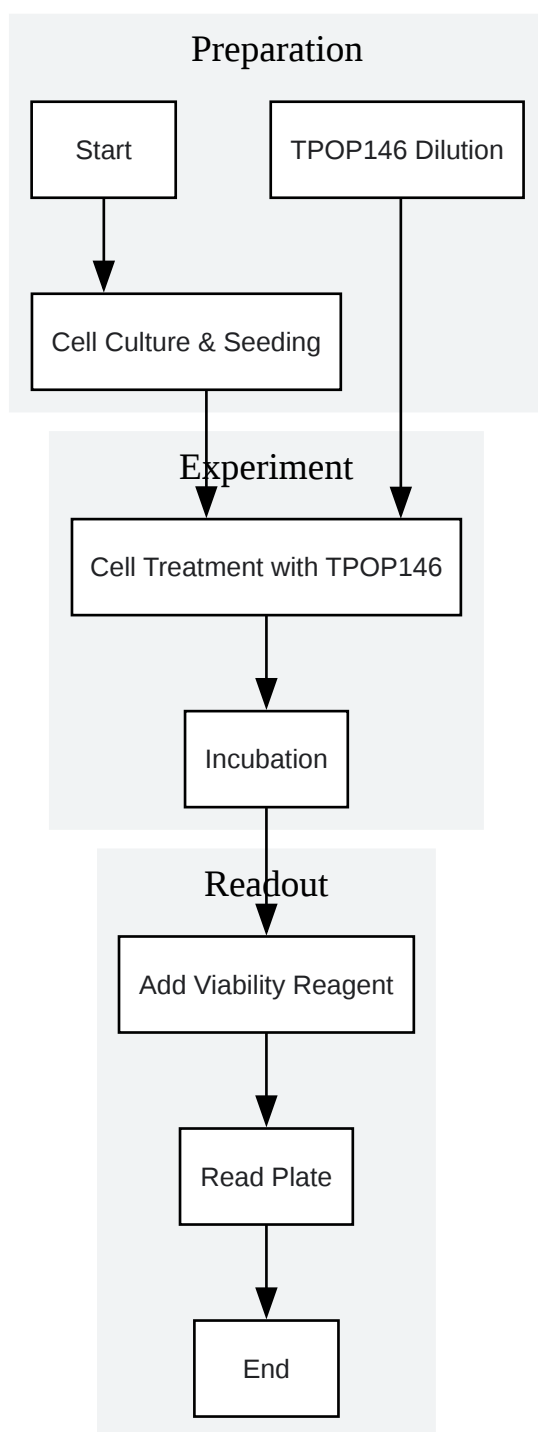 Preparation
Start
TPOP146 Dilution
Cell Culture & Seeding
Experiment
Cell Treatment with TPOP146
Incubation
Readout
Add Viability Reagent
Read Plate
End